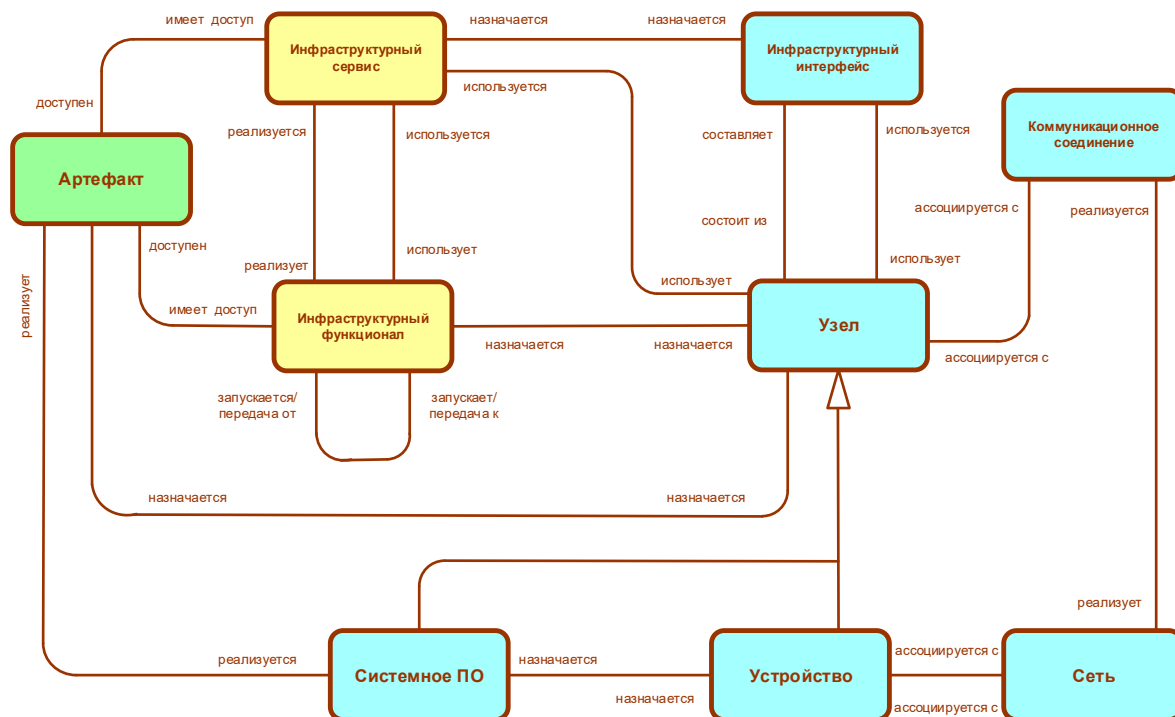 имеет доступ
назначается
назначается
Инфраструктурный
сервис
Инфраструктурный
интерфейс
используется
доступен
реализуется
используется
составляет
используется
Коммуникационное
соединение
Артефакт
ассоциируется с
реализуется
состоит из
доступен
использует
реализует
использует
использует
реализует
имеет доступ
Инфраструктурный
функционал
назначается
назначается
Узел
ассоциируется с
запускается/
передача от
запускает/
передача к
назначается
назначается
реализует
реализуется
назначается
ассоциируется с
Системное ПО
Устройство
Сеть
назначается
ассоциируется с